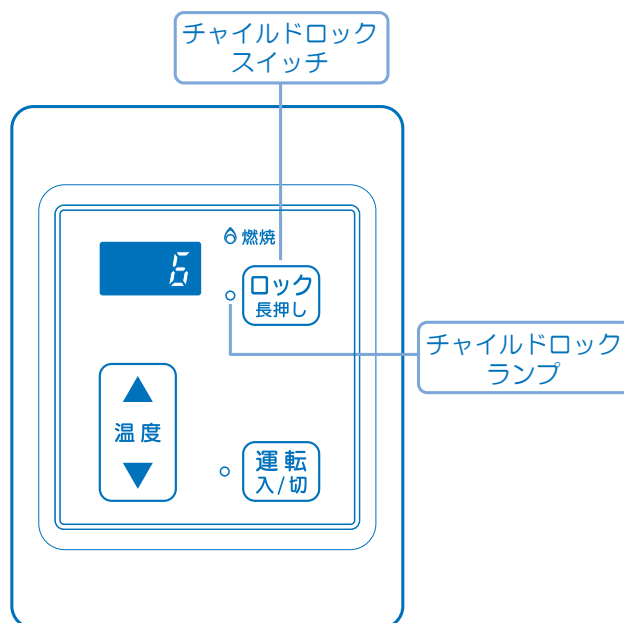 チャイルドロック
スイッチ
燃焼
6
ロック
長押し
チャイルドロック
ランプ
温度
運転
入/切